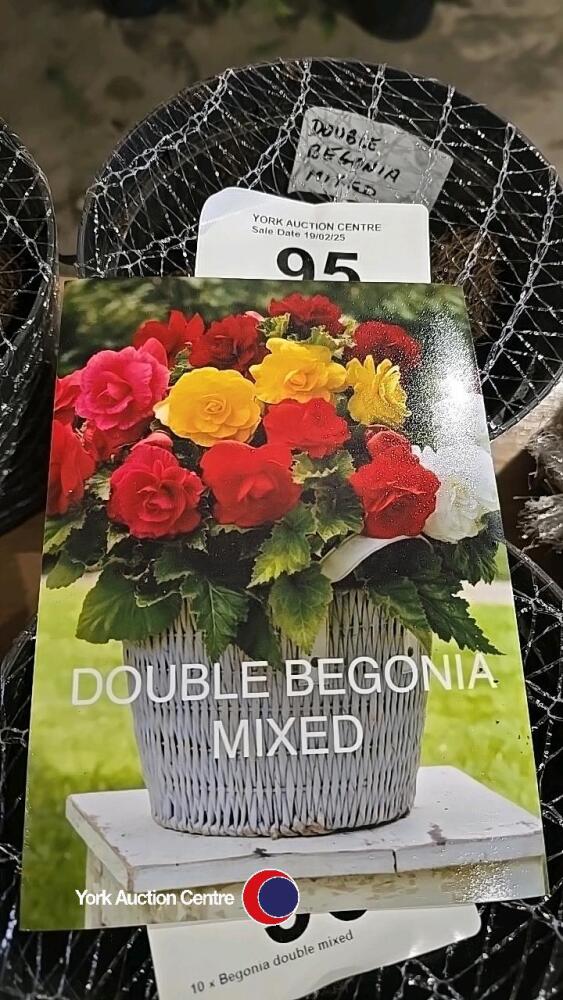 DOUBLE
BEGONIA
MIXED
YORK AUCTION CENTRE
Sale Date 19/02/25
95
DOUBLE BEGONIA
MIXED
York Auction Centre
10 x Begonia double mixed